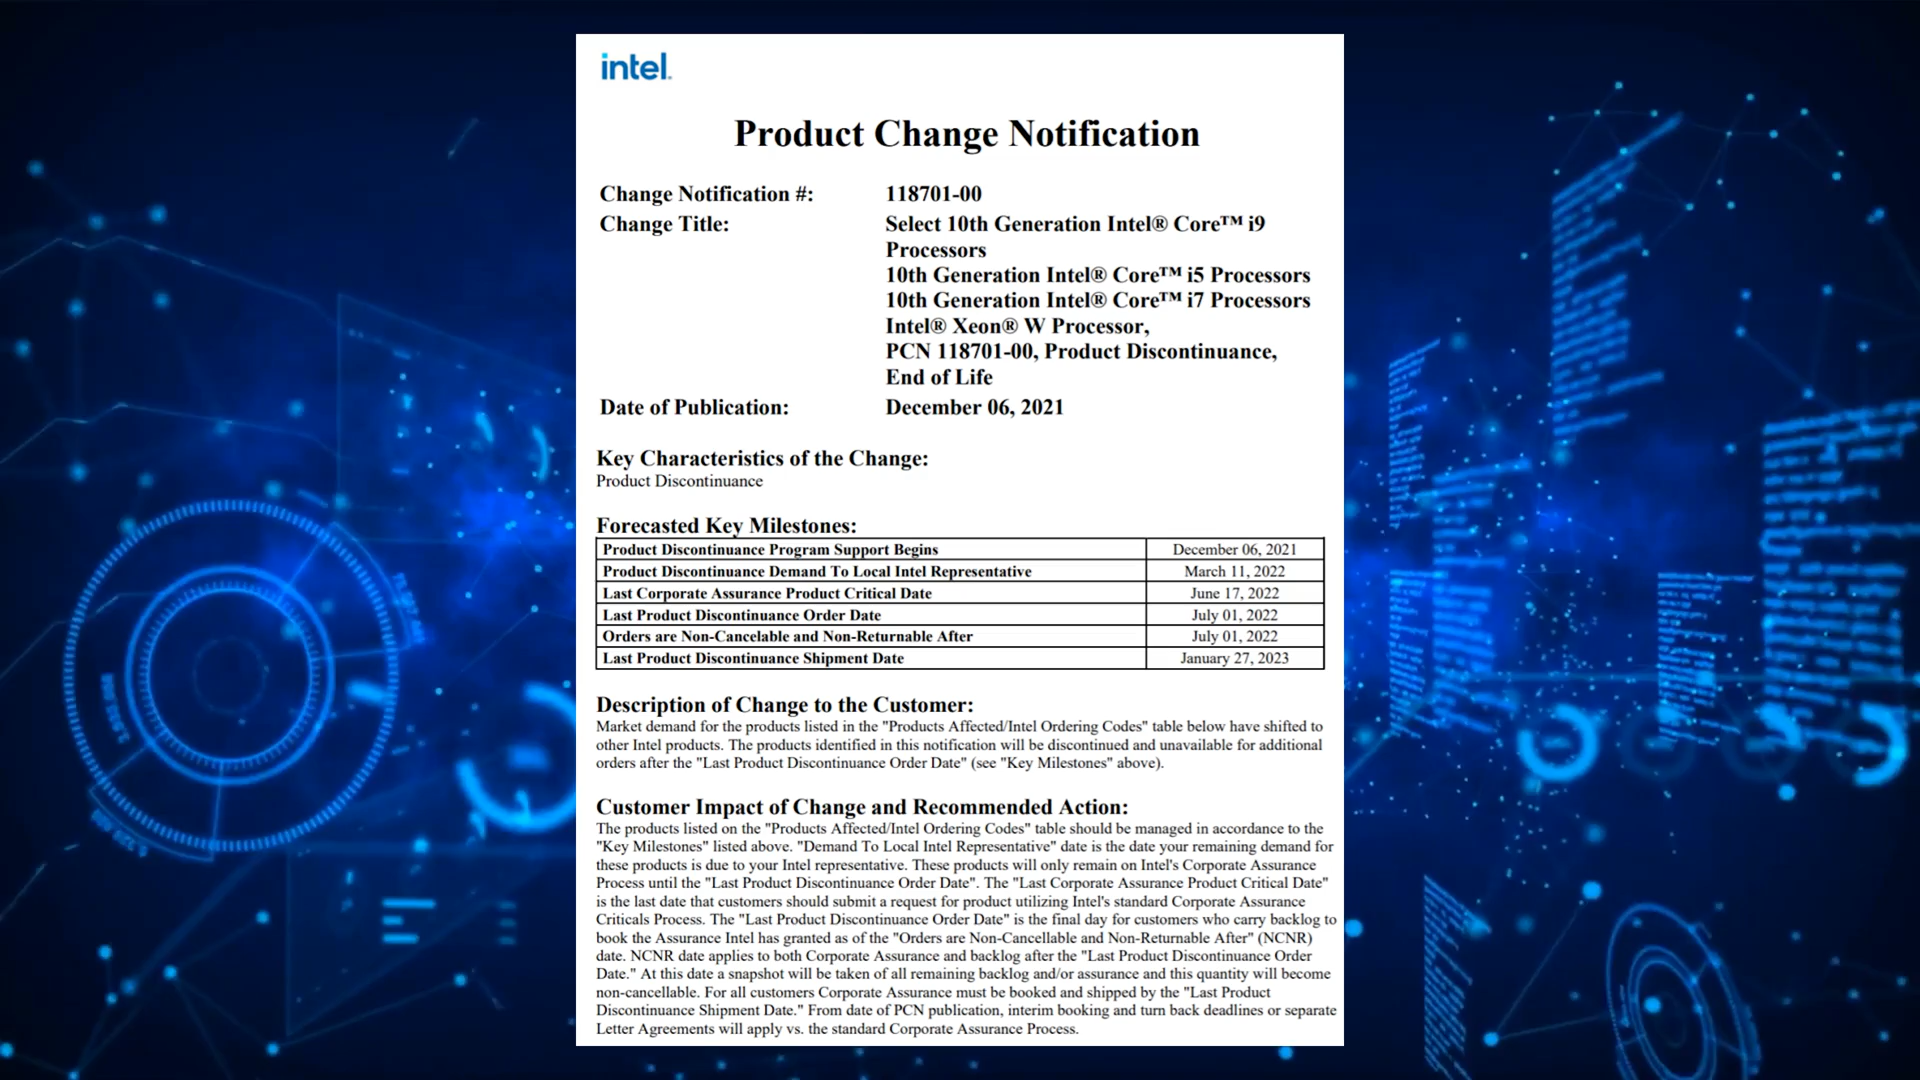 intel.
Product Change Notification
Change Notification #: 118701-00
Change Title: Select 10th Generation Intel® Core™ i9
Processors
10th Generation Intel® Core™ i5 Processors
10th Generation Intel® Core™ i7 Processors
Intel® Xeon® W Processor,
PCN 118701-00, Product Discontinuance,
End of Life
Date of Publication: December 06, 2021
Key Characteristics of the Change:
Product Discontinuance
Forecasted Key Milestones:
Product Discontinuance Program Support Begins December 06, 2021
Product Discontinuance Demand To Local Intel Representative March 11, 2022
Last Corporate Assurance Product Critical Date June 17, 2022
Last Product Discontinuance Order Date July 01, 2022
Orders are Non-Cancelable and Non-Returnable After July 01, 2022
Last Product Discontinuance Shipment Date January 27, 2023
Description of Change to the Customer:
Market demand for the products listed in the "Products Affected/Intel Ordering Codes" table below have shifted to
other Intel products. The products identified in this notification will be discontinued and unavailable for additional
orders after the "Last Product Discontinuance Order Date" (see "Key Milestones" above).
Customer Impact of Change and Recommended Action:
The products listed on the "Products Affected/Intel Ordering Codes" table should be managed in accordance to the
"Key Milestones" listed above. "Demand To Local Intel Representative" date is the date your remaining demand for
these products is due to your Intel representative. These products will only remain on Intel's Corporate Assurance
Process until the "Last Product Discontinuance Order Date". The "Last Corporate Assurance Product Critical Date"
is the last date that customers should submit a request for product utilizing Intel's standard Corporate Assurance
Criticals Process. The "Last Product Discontinuance Order Date" is the final day for customers who carry backlog to
book the Assurance Intel has granted as of the "Orders are Non-Cancellable and Non-Returnable After" (NCNR)
date. NCNR date applies to both Corporate Assurance and backlog after the "Last Product Discontinuance Order
Date." At this date a snapshot will be taken of all remaining backlog and/or assurance and this quantity will become
non-cancellable. For all customers Corporate Assurance must be booked and shipped by the "Last Product
Discontinuance Shipment Date." From date of PCN publication, interim booking and turn back deadlines or separate
Letter Agreements will apply vs. the standard Corporate Assurance Process.